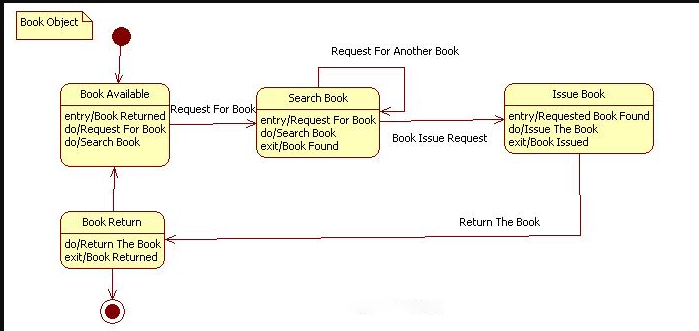 Book Object
Request For Another Book
Book Available
entry/Book Returned
do/Request For Book
do/Search Book
Request For Book
Search Book
entry/Request For Book
do/Search Book
exit/Book Found
Book Issue Request
Issue Book
entry/Requested Book Found
do/Issue The Book
exit/Book Issued
Book Return
do/Return The Book
exit/Book Returned
Return The Book